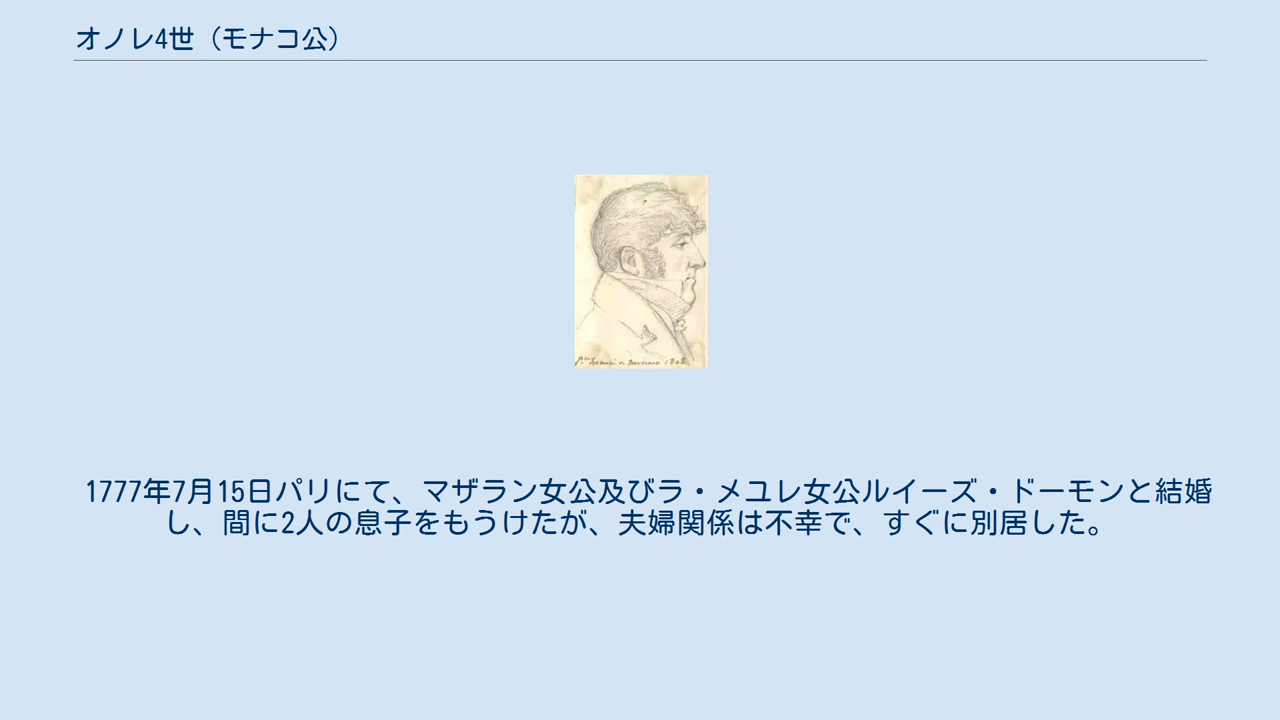 オノレ4世（モナコ公）
1777年7月15日パリにて、マザラン女公及びラ・メユレ女公ルイーズ・ドーモンと結婚
し、間に2人の息子をもうけたが、夫婦関係は不幸で、すぐに別居した。